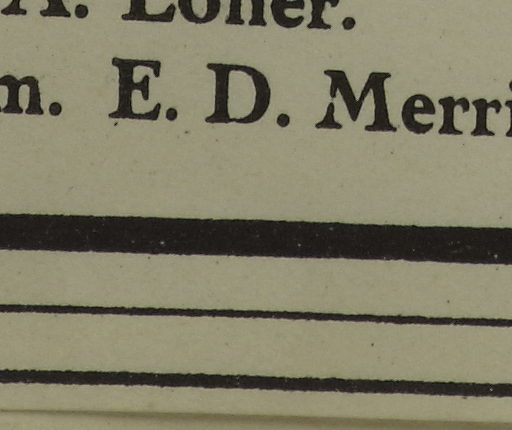 A. Loher.
m. E. D. Merri